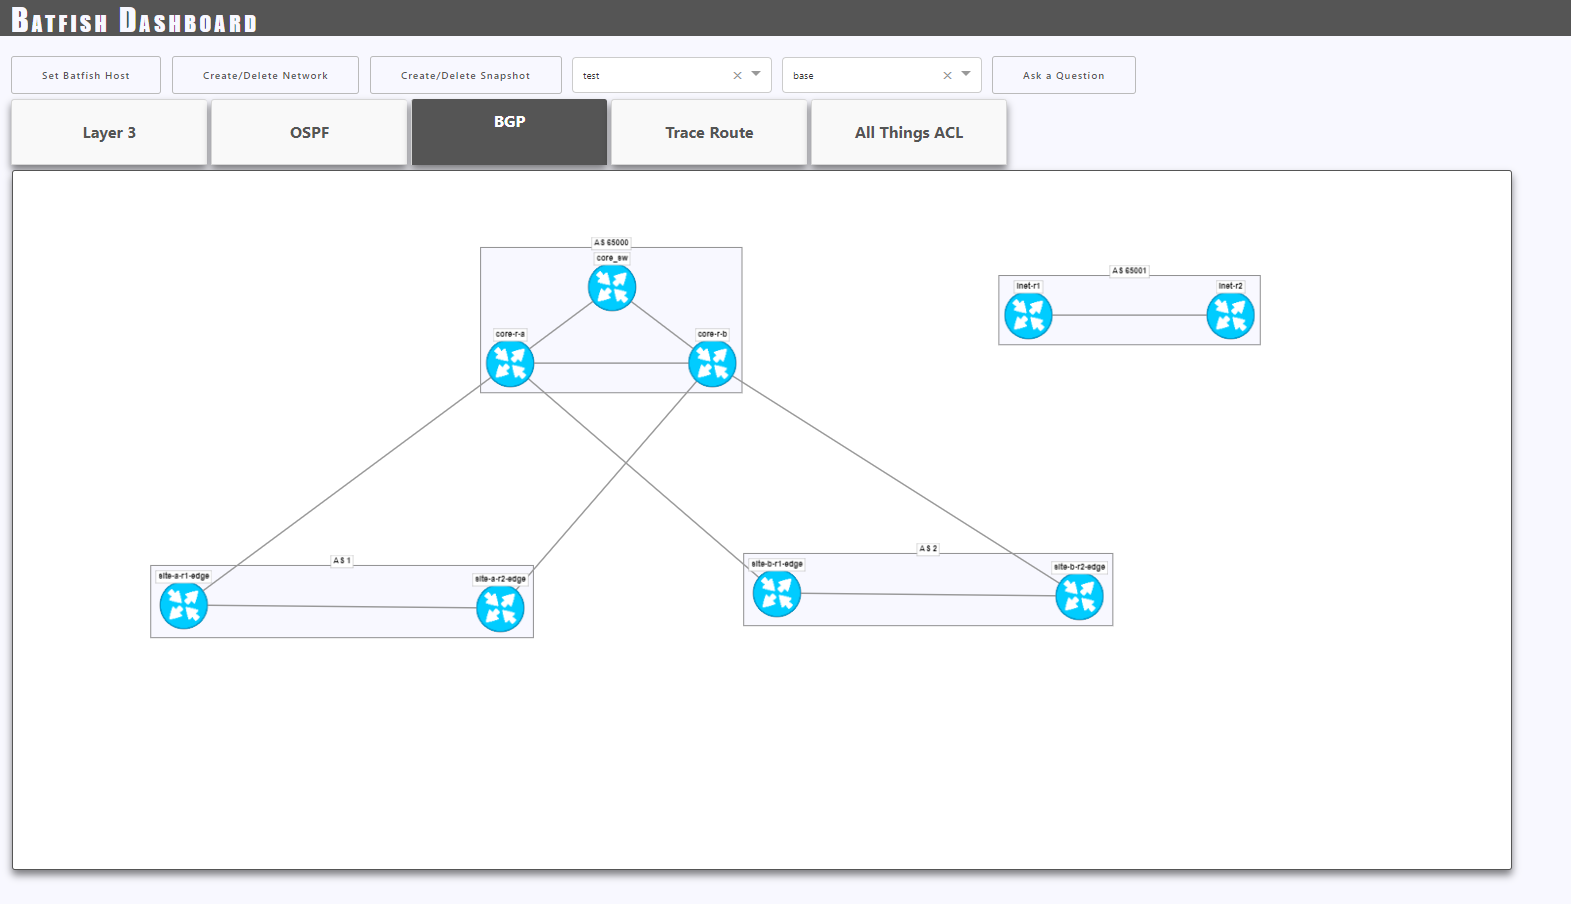 Batfish Dashboard
Set Batfish Host
Create/Delete Network
Create/Delete Snapshot
test
base
Ask a Question
Layer 3
OSPF
BGP
Trace Route
All Things ACL
AS 65000
core_sw
AS 65001
inet-r1
inet-r2
core-r-a
core-r-b
AS 1
AS 2
site-a-r1-edge
site-a-r2-edge
site-b-r1-edge
site-b-r2-edge